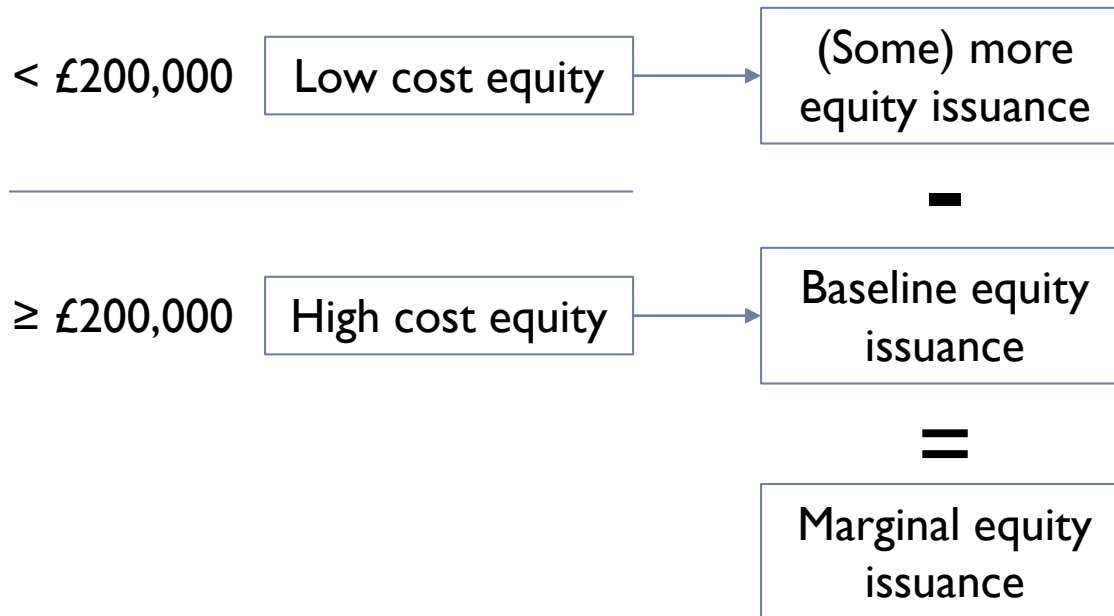 < £200,000 Low cost equity
(Some) more
equity issuance
-
≥ £200,000 High cost equity
Baseline equity
issuance
=
Marginal equity
issuance